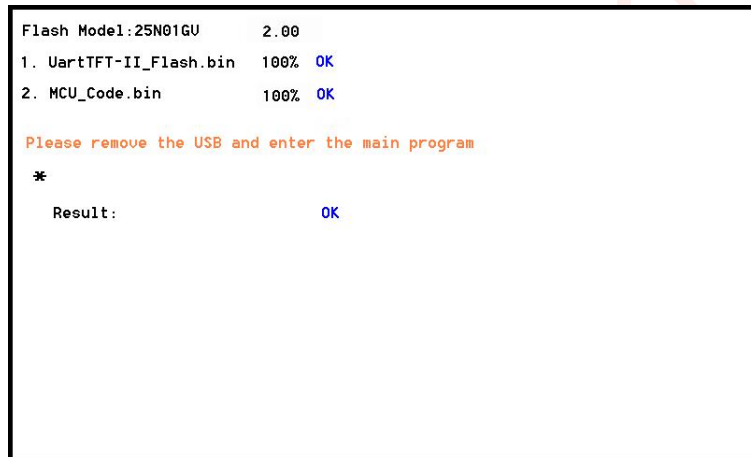 Flash Model:25N01GV 2.00
1. UartTFT-II_Flash.bin 100% OK
2. MCU_Code.bin 100% OK
Please remove the USB and enter the main program
*
Result: OK